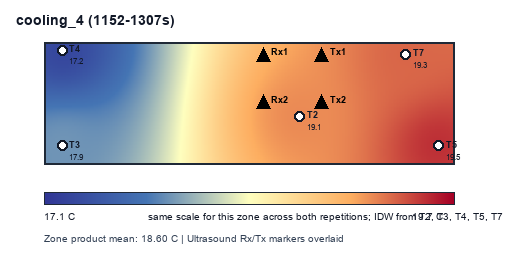 cooling_4 (1152-1307s)
T4
17.2
Rx1
Tx1
T7
19.3
Rx2
Tx2
T2
19.1
T3
17.9
T5
19.5
17.1 C
same scale for this zone across both repetitions; IDW from T2, T3, T4, T5, T7
Zone product mean: 18.60 C | Ultrasound Rx/Tx markers overlaid